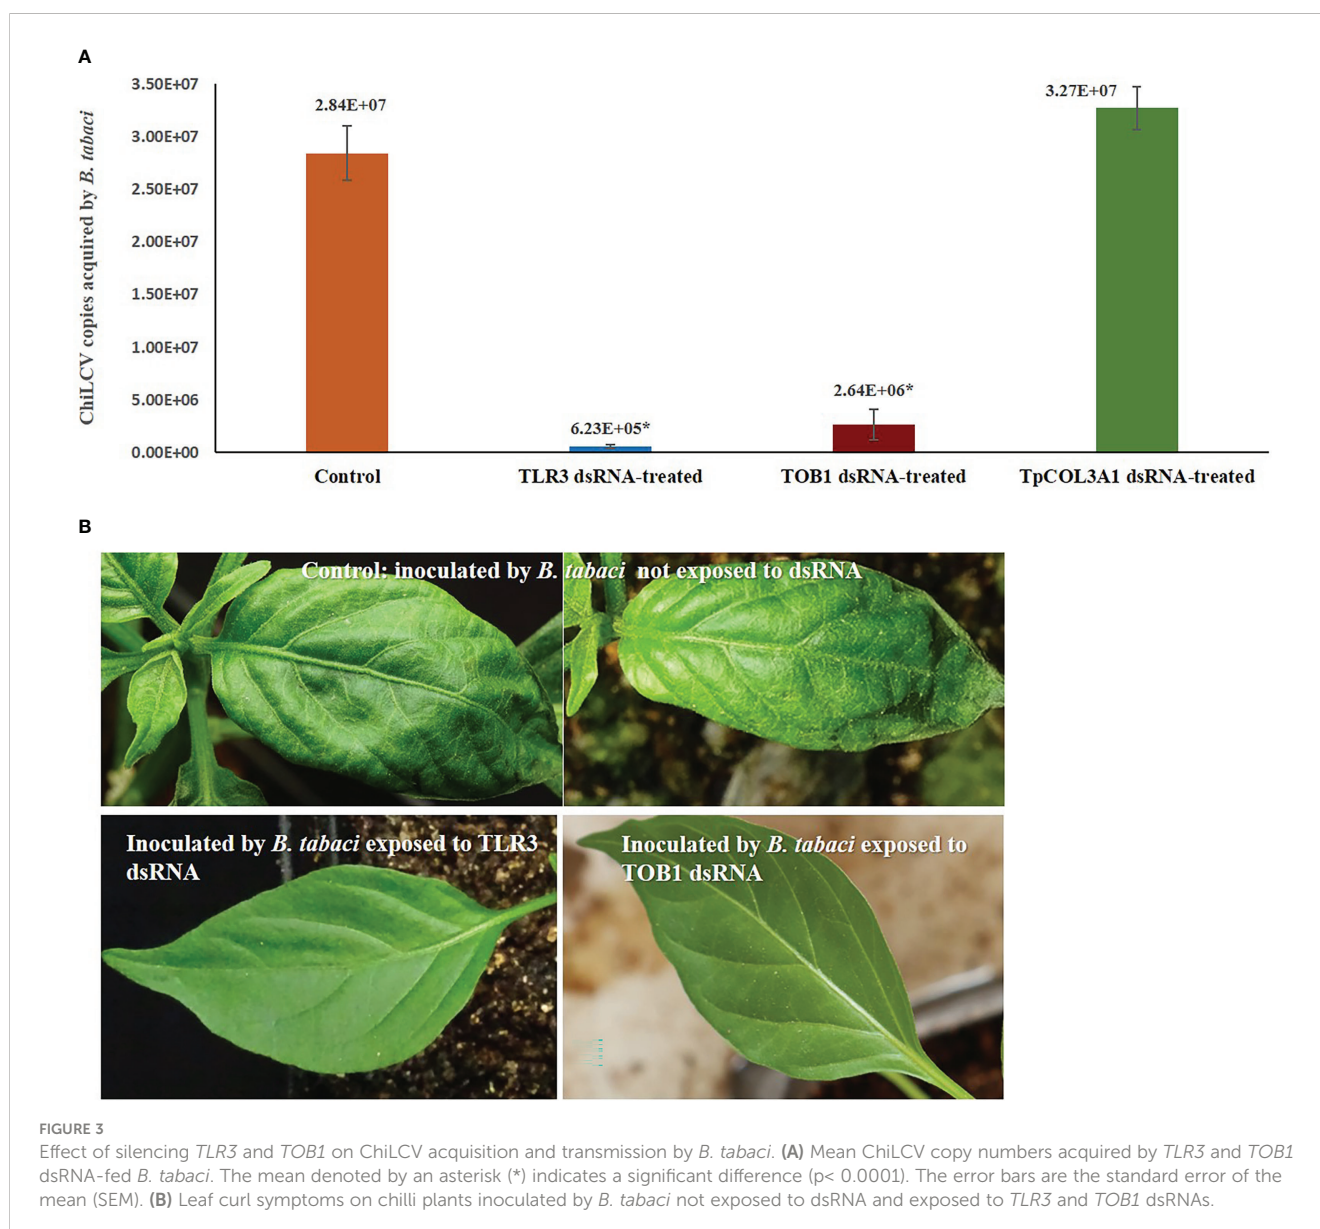 A
3.50E+07
3.00E+07
2.50E+07
2.00E+07
1.50E+07
1.00E+07
5.00E+06
0.00E+00
ChiLCV copies acquired by B. tabaci
2.84E+07
6.23E+05*
2.64E+06*
3.27E+07
Control TLR3 dsRNA-treated TOB1 dsRNA-treated TpCOL3A1 dsRNA-treated
B
Control: inoculated by B. tabaci not exposed to dsRNA
Inoculated by B. tabaci exposed to TLR3
dsRNA
Inoculated by B. tabaci exposed to
TOB1 dsRNA
FIGURE 3
Effect of silencing TLR3 and TOB1 on ChiLCV acquisition and transmission by B. tabaci. (A) Mean ChiLCV copy numbers acquired by TLR3 and TOB1
dsRNA-fed B. tabaci. The mean denoted by an asterisk (*) indicates a significant difference (p< 0.0001). The error bars are the standard error of the
mean (SEM). (B) Leaf curl symptoms on chilli plants inoculated by B. tabaci not exposed to dsRNA and exposed to TLR3 and TOB1 dsRNAs.